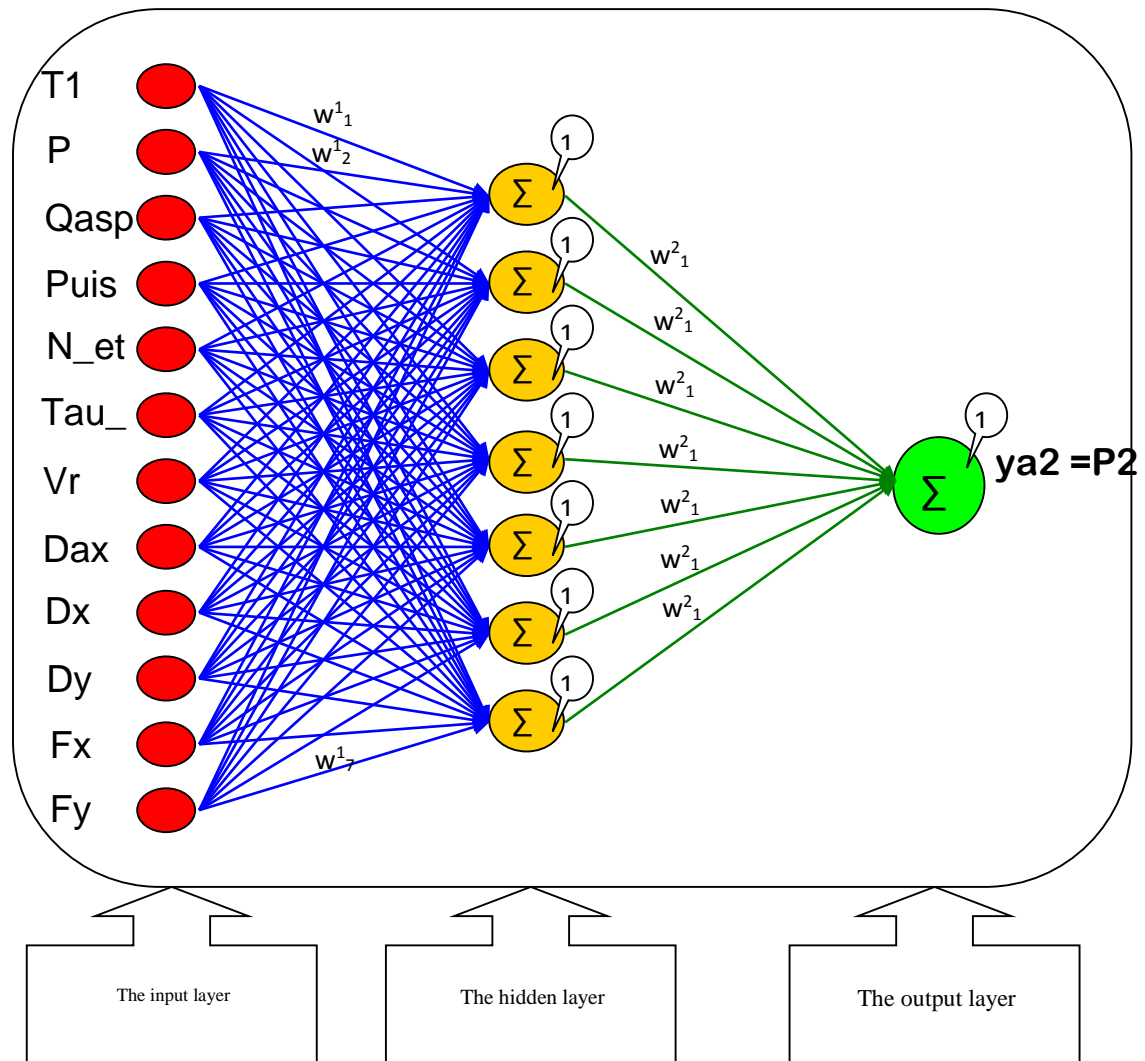 T1
P
Qasp
Puis
N_et
Tau_
Vr
Dax
Dx
Dy
Fx
Fy
w¹₁
w¹₂
w¹₇
Σ
1
Σ
1
Σ
1
Σ
1
Σ
1
Σ
1
Σ
1
w²₁
w²₁
w²₁
w²₁
w²₁
w²₁
w²₁
Σ
1
ya2 =P2
The input layer
The hidden layer
The output layer